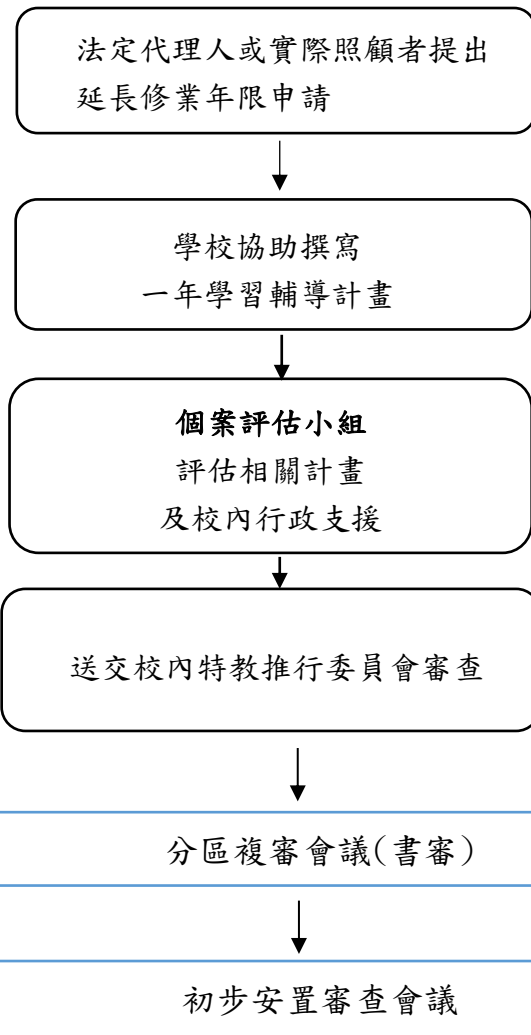 法定代理人或實際照顧者提出
延長修業年限申請
學校協助撰寫
一年學習輔導計畫
個案評估小組
評估相關計畫
及校內行政支援
送交校內特教推行委員會審查
分區複審會議(書審)
初步安置審查會議